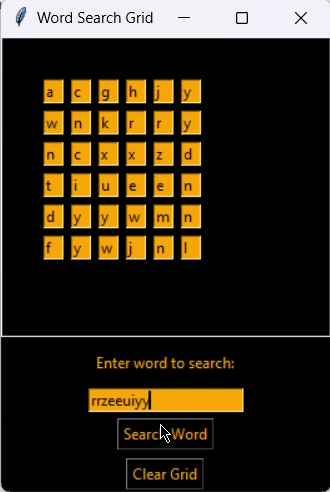 Word Search Grid
a c g h j y
w n k r r y
n c x x z d
t i u e e n
d y y w m n
f y w j n l
Enter word to search:
rrzeeuiyy
Search Word
Clear Grid